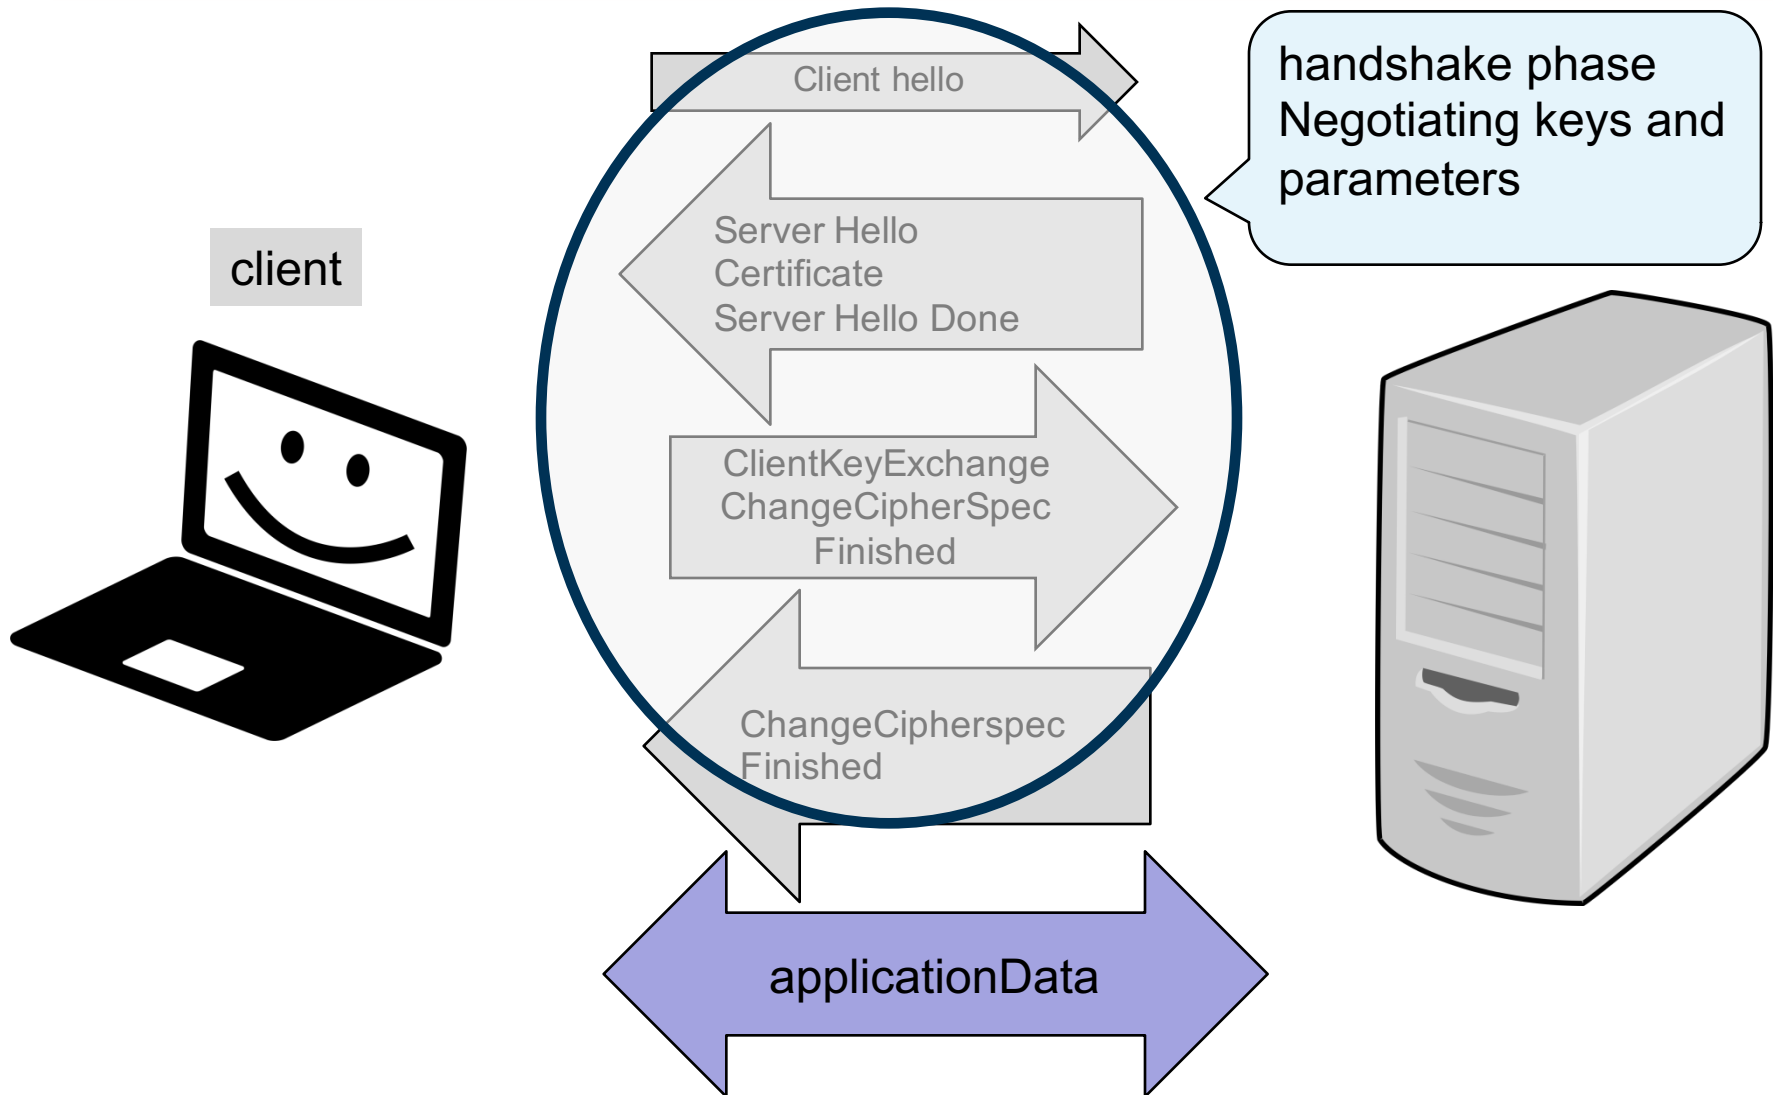 Client hello
handshake phase
Negotiating keys and
parameters
client
Server Hello
Certificate
Server Hello Done
ClientKeyExchange
ChangeCipherSpec
Finished
ChangeCipherspec
Finished
applicationData